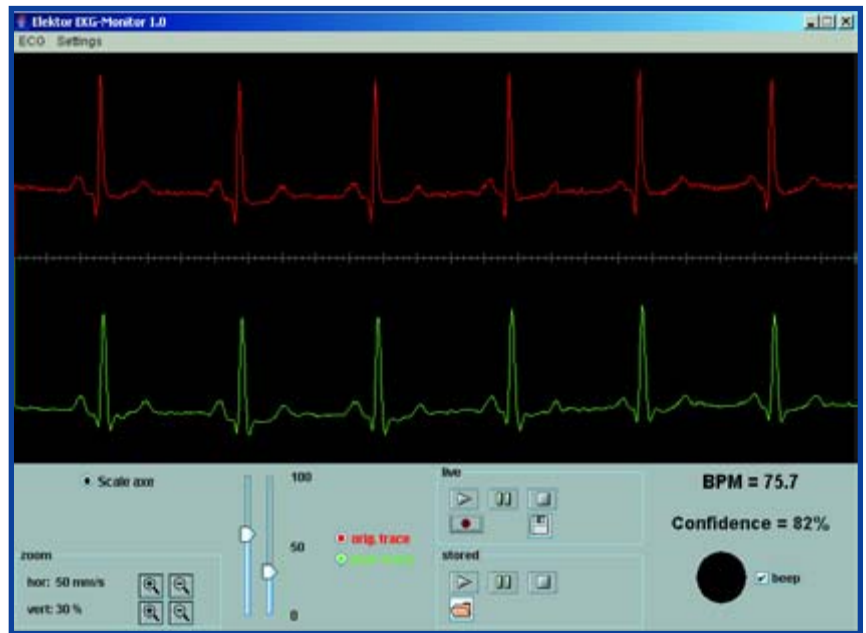 Elektor EKG-Monitor 1.0
ECG Settings
Scale axe
100
50
0
orig. trace
zoom
hor: 50 mm/s
vert: 30 %
live
stored
BPM = 75.7
Confidence = 82%
beep